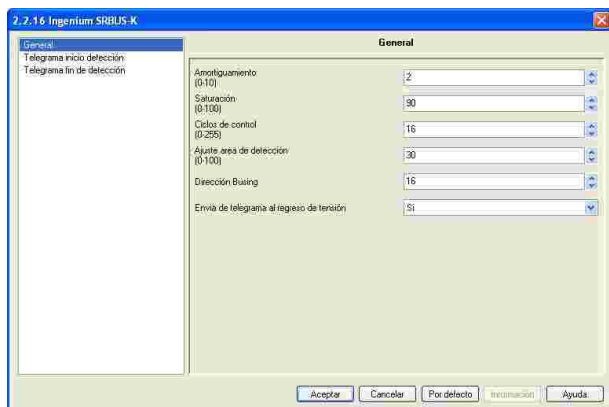 2.2.16 Ingenium SRBUS-K
General
Telegrama inicio detección
Telegrama fin de detección
General
Amortiguamiento
(0-10)
2
Saturación
(0-100)
90
Ciclos de control
(0-255)
16
Ajuste area de detección
(0-100)
30
Dirección Busing
16
Envia de telegrama al regreso de tensión
Si
Aceptar
Cancelar
Por defecto
Información
Ayuda